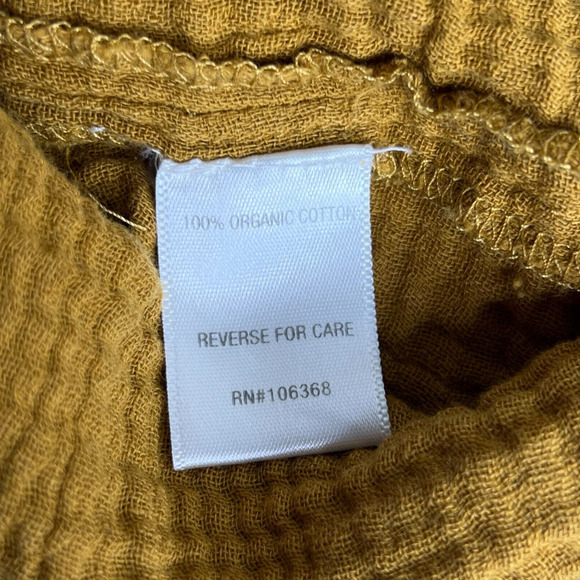 100% ORGANIC COTTON
REVERSE FOR CARE
RN#106368